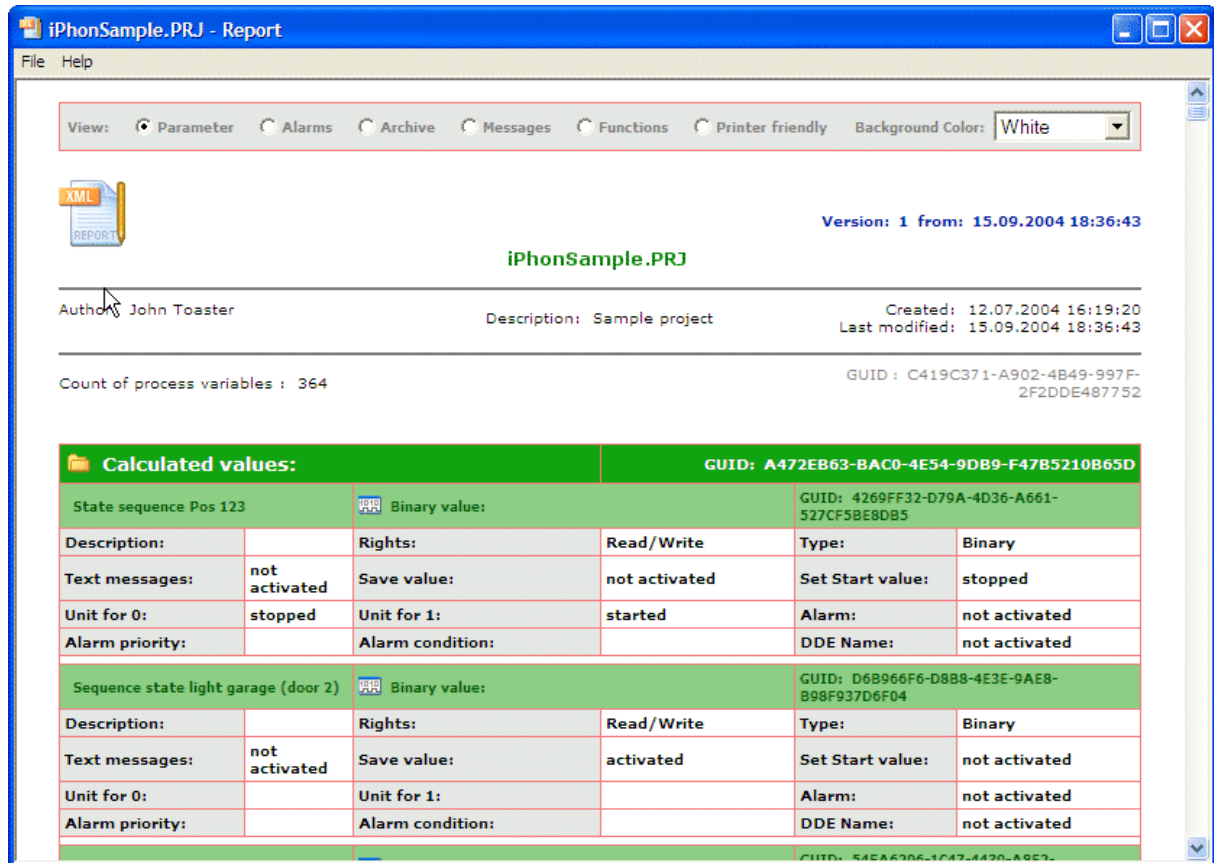 iPhonSample.PRJ - Report
File Help
View: Parameter Alarms Archive Messages Functions Printer friendly Background Color: White
XML
REPORT
Version: 1 from: 15.09.2004 18:36:43
iPhonSample.PRJ
Author: John Toaster
Description: Sample project
Created: 12.07.2004 16:19:20
Last modified: 15.09.2004 18:36:43
Count of process variables : 364
GUID : C419C371-A902-4B49-997F-
2F2DDE487752
Calculated values: GUID: A472EB63-BAC0-4E54-9DB9-F47B5210B65D
State sequence Pos 123 Binary value: GUID: 4269FF32-D79A-4D36-A661-
527CF5BE8DB5
Description: Rights: Read/Write Type: Binary
Text messages: not
activated Save value: not activated Set Start value: stopped
Unit for 0: stopped Unit for 1: started Alarm: not activated
Alarm priority: Alarm condition: DDE Name: not activated
Sequence state light garage (door 2) Binary value: GUID: D6B966F6-D8B8-4E3E-9AE8-
B98F937D6F04
Description: Rights: Read/Write Type: Binary
Text messages: not
activated Save value: activated Set Start value: not activated
Unit for 0: Unit for 1: Alarm: not activated
Alarm priority: Alarm condition: DDE Name: not activated